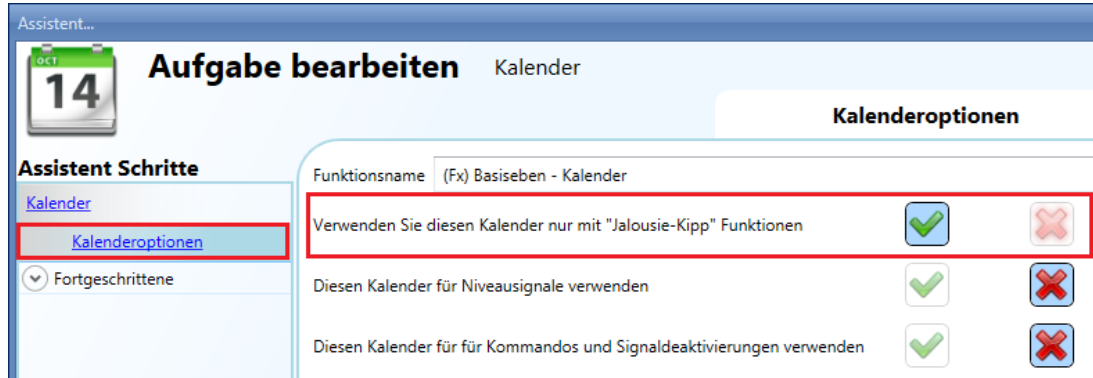 Assistent...
OCT
14
Aufgabe bearbeiten Kalender
Kalenderoptionen
Assistent Schritte
Kalender
Kalenderoptionen
Fortgeschrittene
Funktionsname (Fx) Basiseben - Kalender
Verwenden Sie diesen Kalender nur mit "Jalousie-Kipp" Funktionen
Diesen Kalender für Niveausignale verwenden
Diesen Kalender für für Kommandos und Signaldeaktivierungen verwenden